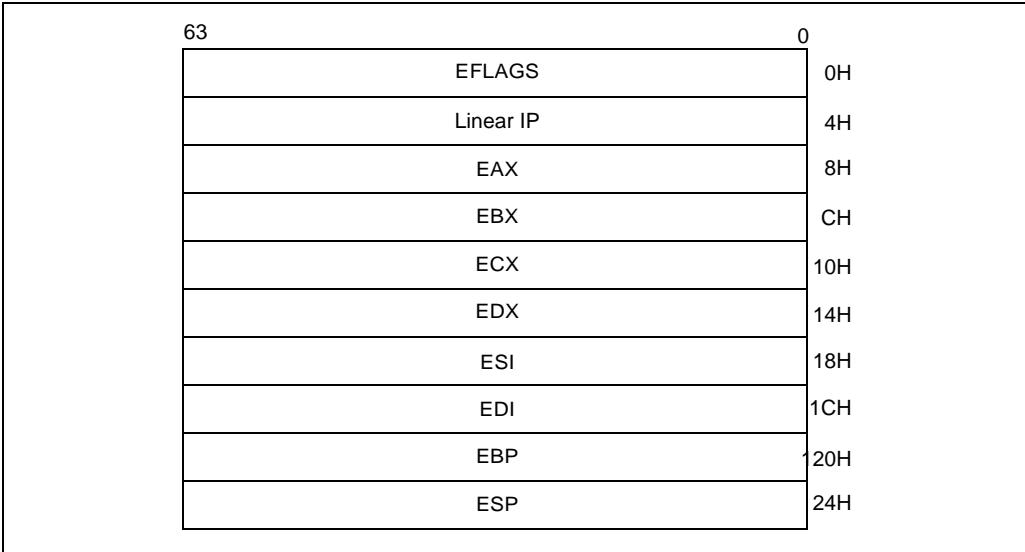 63 0
EFLAGS 0H
Linear IP 4H
EAX 8H
EBX CH
ECX 10H
EDX 14H
ESI 18H
EDI 1CH
EBP 120H
ESP 24H